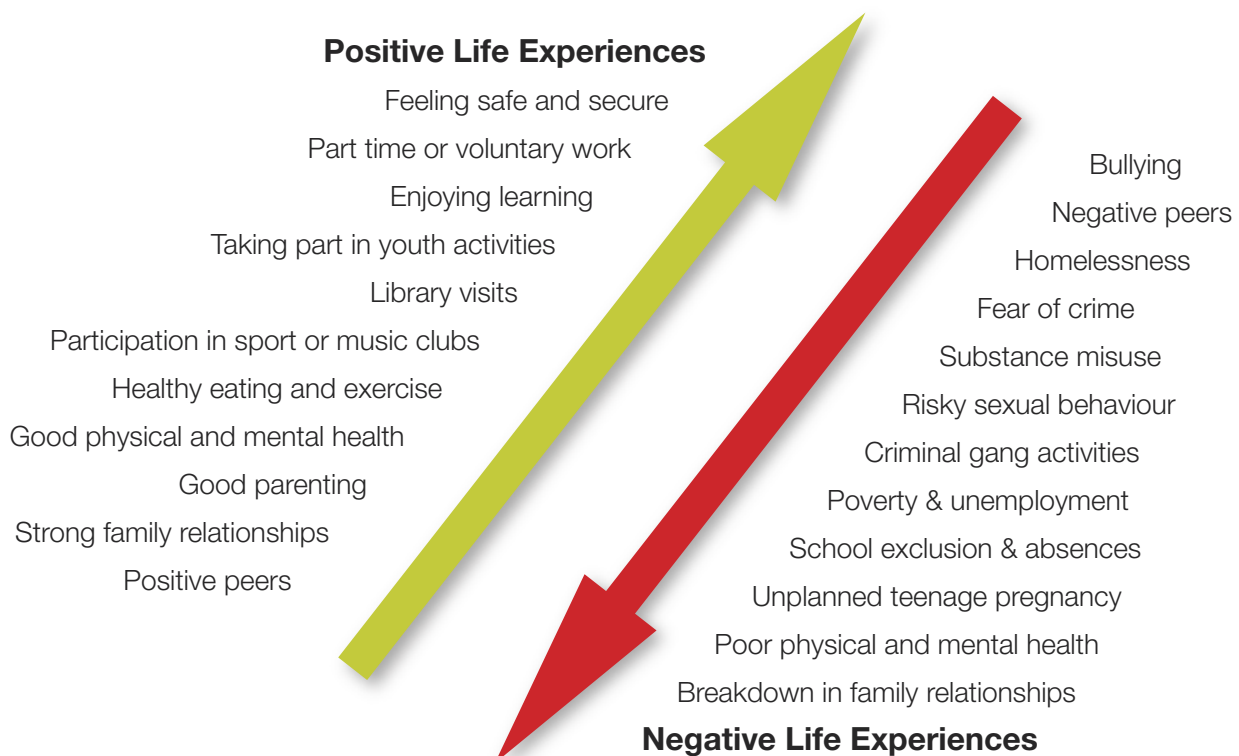 Positive Life Experiences
Feeling safe and secure
Part time or voluntary work
Enjoying learning
Taking part in youth activities
Library visits
Participation in sport or music clubs
Healthy eating and exercise
Good physical and mental health
Good parenting
Strong family relationships
Positive peers
Bullying
Negative peers
Homelessness
Fear of crime
Substance misuse
Risky sexual behaviour
Criminal gang activities
Poverty & unemployment
School exclusion & absences
Unplanned teenage pregnancy
Poor physical and mental health
Breakdown in family relationships
Negative Life Experiences